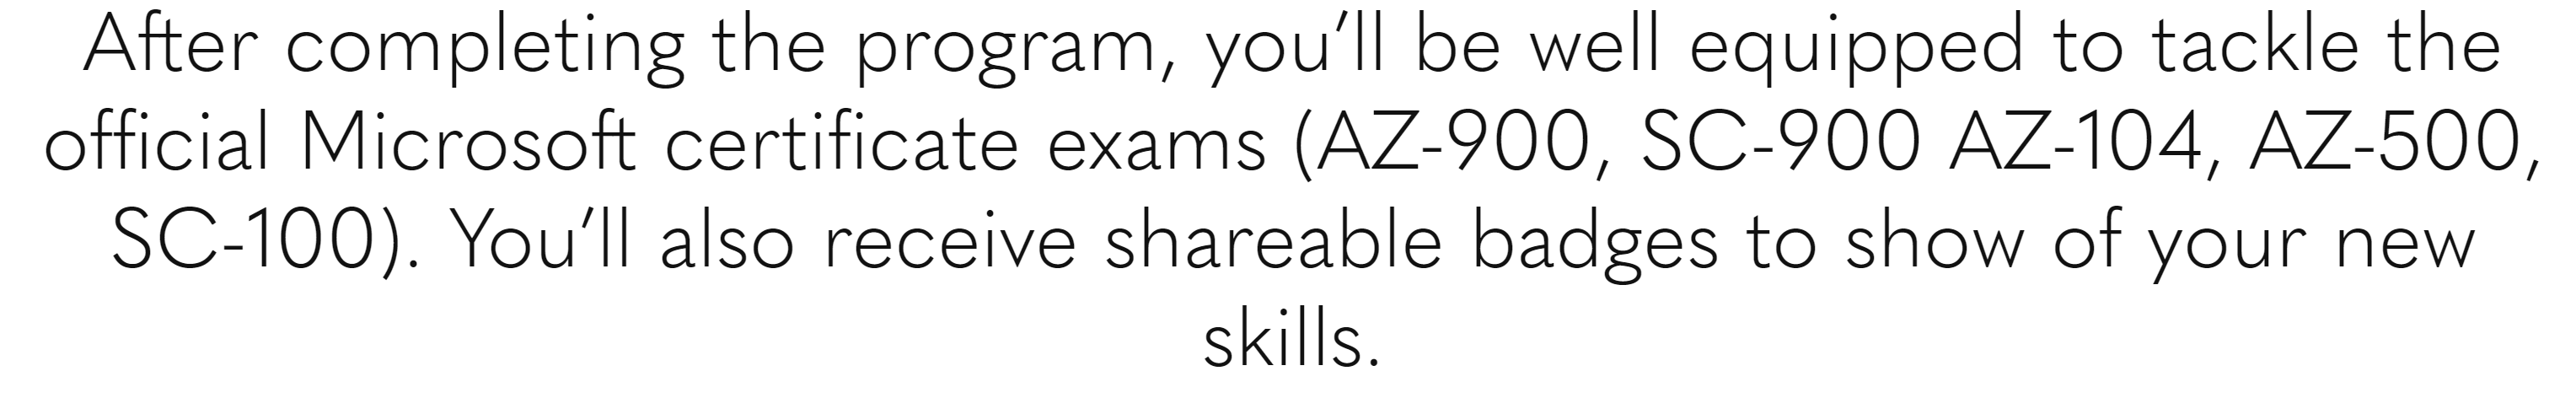 After completing the program, you’ll be well equipped to tackle the
official Microsoft certificate exams (AZ-900, SC-900 AZ-104, AZ-500,
SC-100). You’ll also receive shareable badges to show of your new
skills.